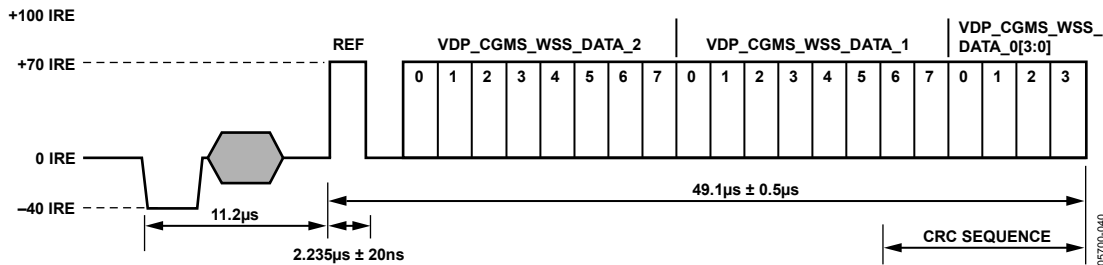 +100 IRE
REF
VDP_CGMS_WSS_DATA_2
VDP_CGMS_WSS_DATA_1
VDP_CGMS_WSS_
DATA_0[3:0]
+70 IRE
0 1 2 3 4 5 6 7 0 1 2 3 4 5 6 7 0 1 2 3
0 IRE
49.1µs ± 0.5µs
–40 IRE
11.2µs
CRC SEQUENCE
2.235µs ± 20ns
05700-040